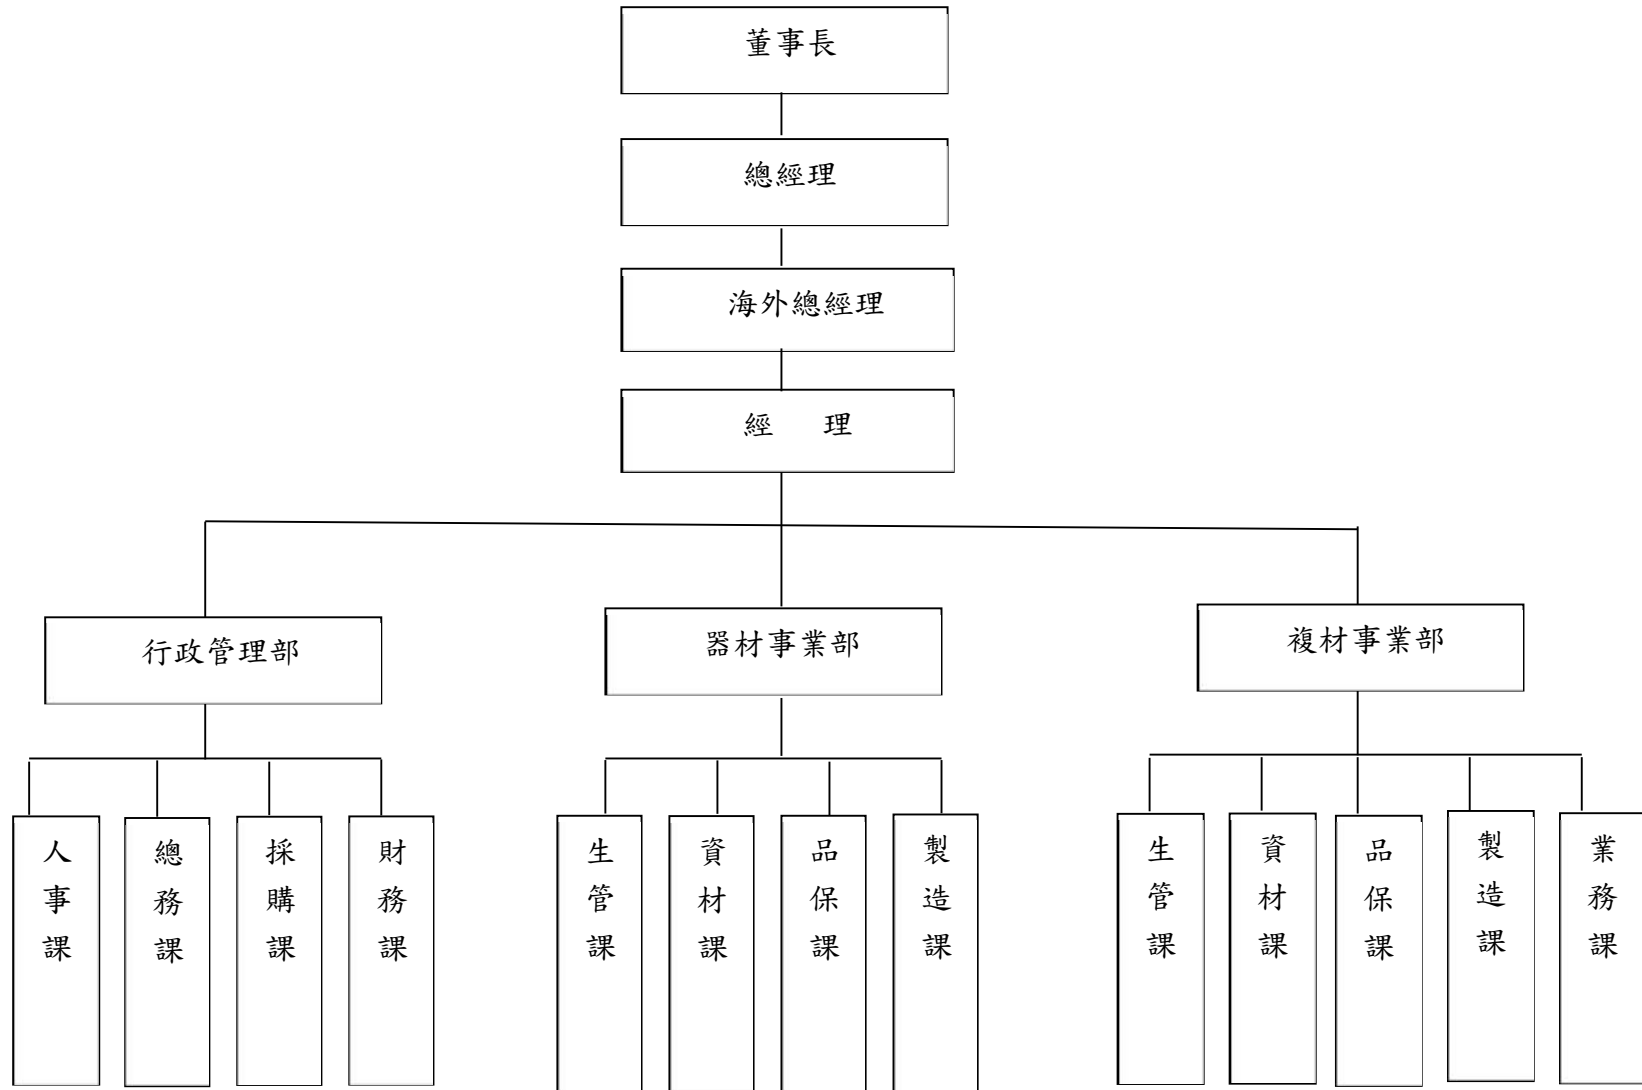 董事長
總經理
海外總經理
經 理
行政管理部
器材事業部
複材事業部
人事課
總務課
採購課
財務課
生管課
資材課
品保課
製造課
生管課
資材課
品保課
製造課
業務課